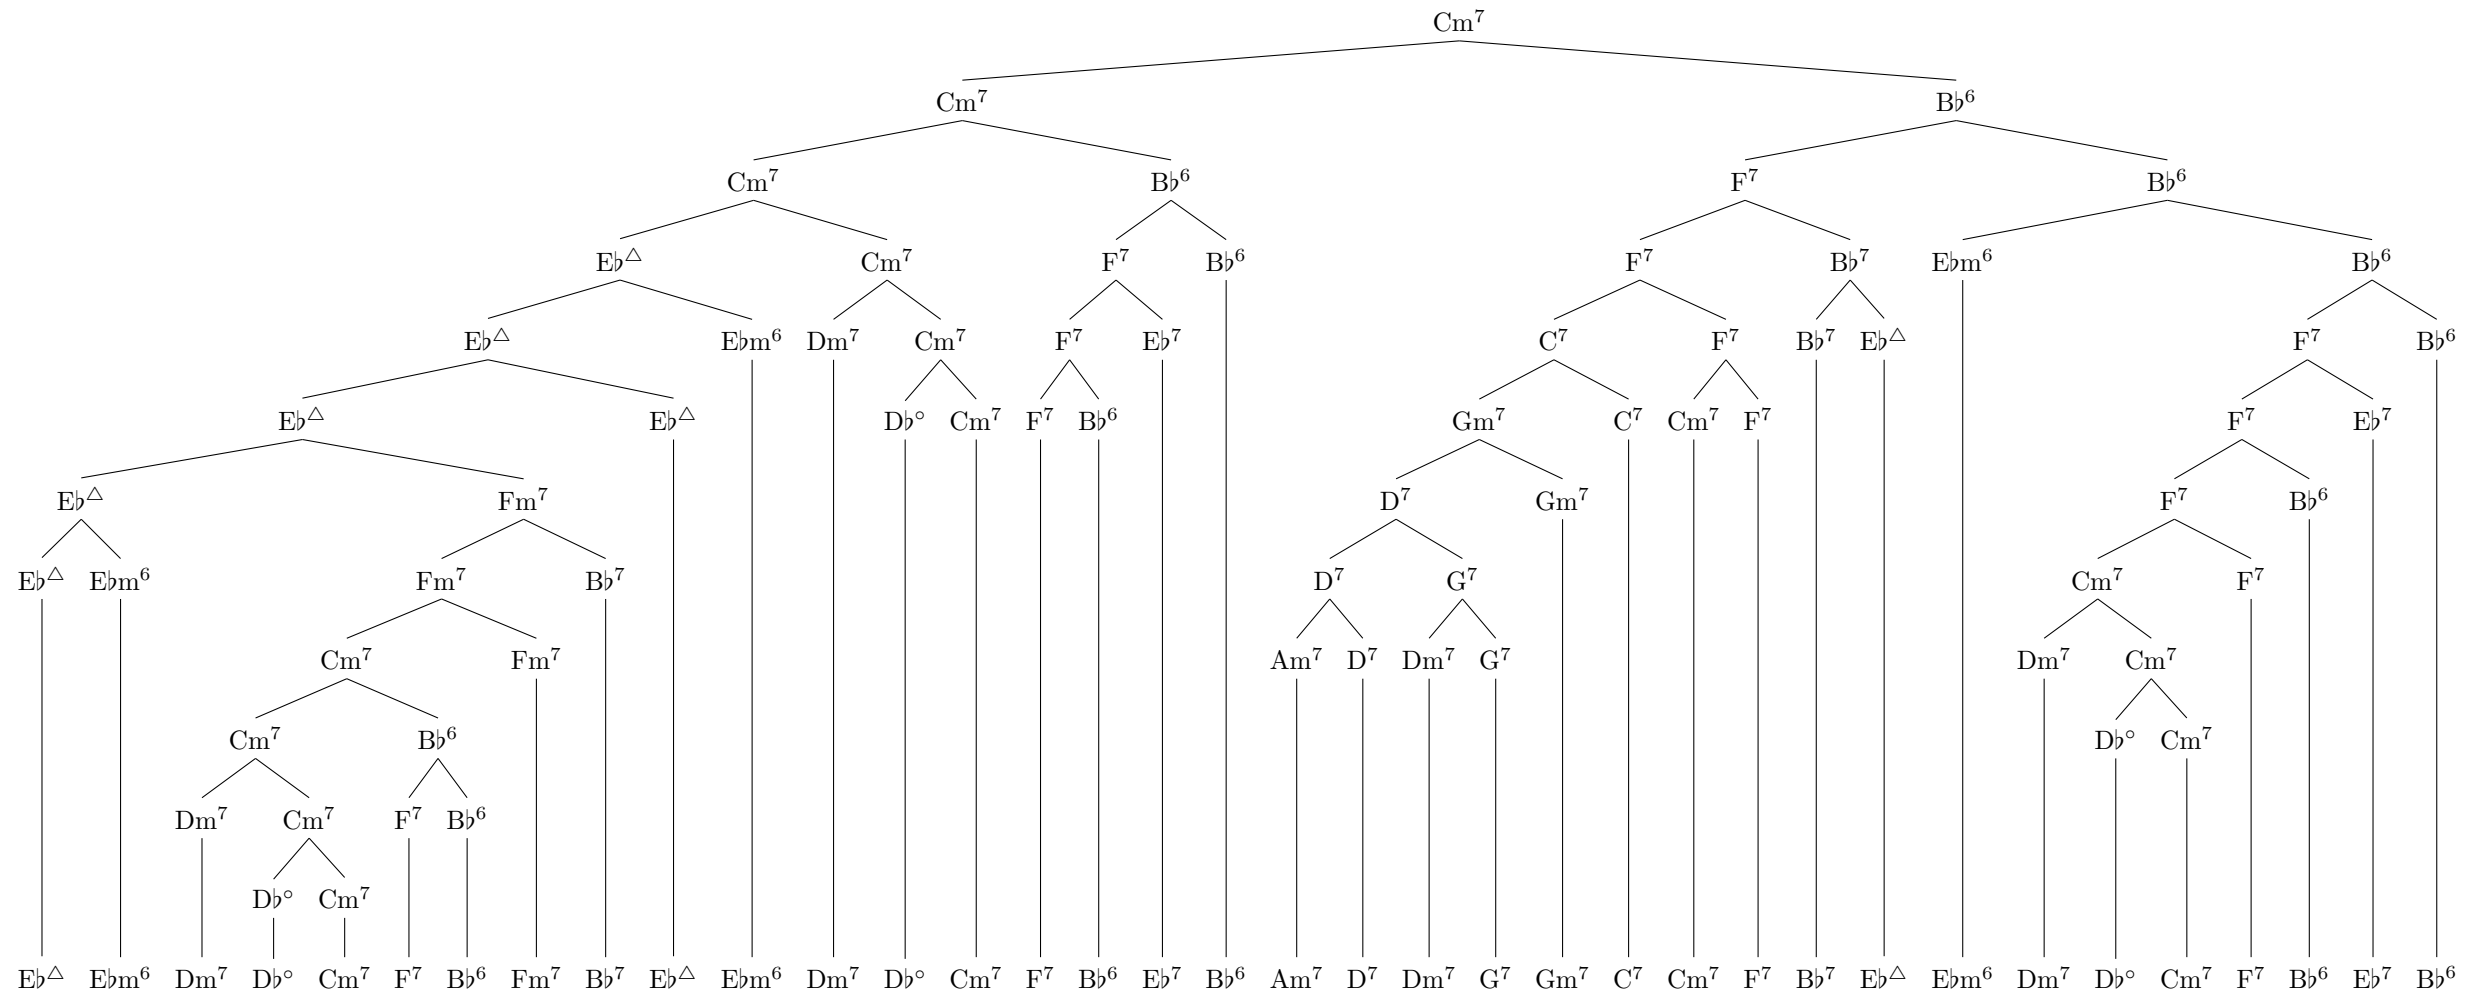 Cm⁷
Cm⁷ B♭⁶
Cm⁷ B♭⁶ F⁷ B♭⁶
E♭△ Cm⁷ F⁷ B♭⁶ F⁷ B♭⁷ E♭m⁶ B♭⁶
E♭△ E♭m⁶ Dm⁷ Cm⁷ F⁷ E♭⁷ C⁷ F⁷ B♭⁷ E♭△ F⁷ B♭⁶
E♭△ E♭△ D♭° Cm⁷ F⁷ B♭⁶ Gm⁷ C⁷ Cm⁷ F⁷ F⁷ E♭⁷
E♭△ Fm⁷ D⁷ Gm⁷ F⁷ B♭⁶
E♭△ E♭m⁶ Fm⁷ B♭⁷ D⁷ G⁷ Cm⁷ F⁷
Cm⁷ Fm⁷ Am⁷ D⁷ Dm⁷ G⁷ Dm⁷ Cm⁷
Cm⁷ B♭⁶ D♭° Cm⁷
Dm⁷ Cm⁷ F⁷ B♭⁶
D♭° Cm⁷
E♭△ E♭m⁶ Dm⁷ D♭° Cm⁷ F⁷ B♭⁶ Fm⁷ B♭⁷ E♭△ E♭m⁶ Dm⁷ D♭° Cm⁷ F⁷ B♭⁶ E♭⁷ B♭⁶ Am⁷ D⁷ Dm⁷ G⁷ Gm⁷ C⁷ Cm⁷ F⁷ B♭⁷ E♭△ E♭m⁶ Dm⁷ D♭° Cm⁷ F⁷ B♭⁶ E♭⁷ B♭⁶